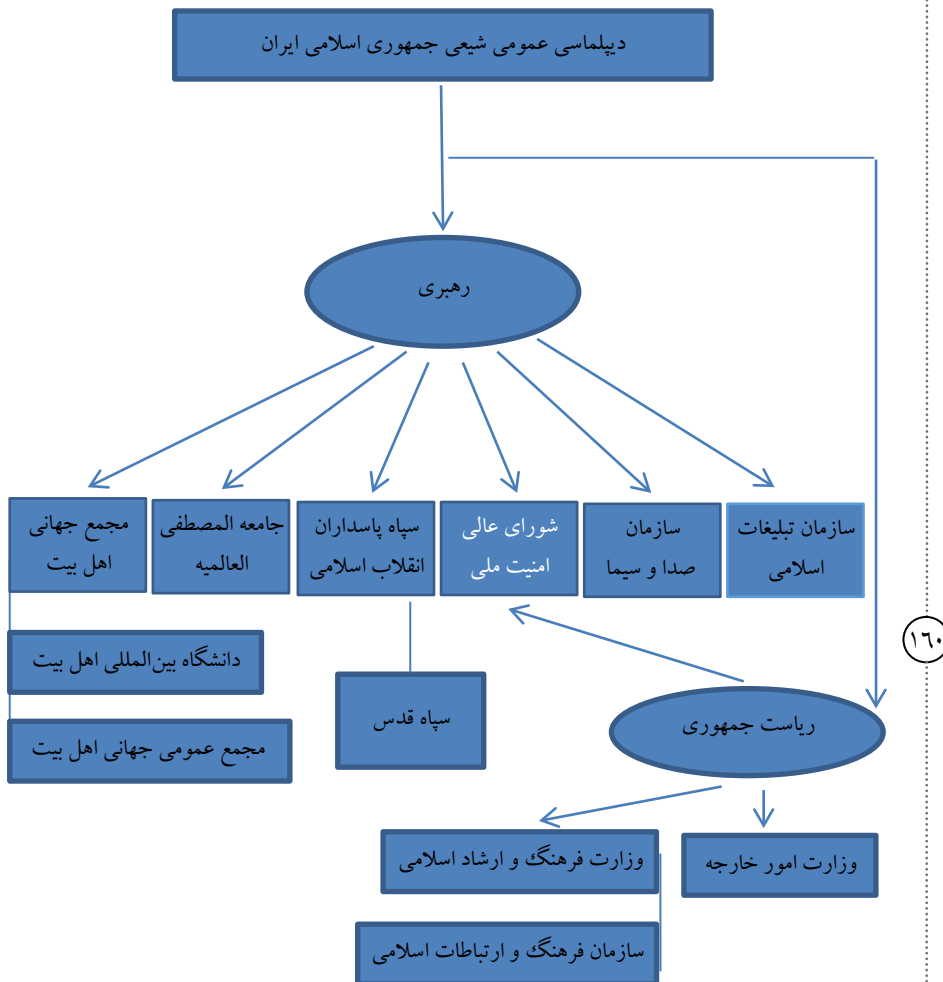 دیپلماسی عمومی شیعی جمهوری اسلامی ایران
رهبری
سازمان تبلیغات
اسلامی
سازمان
صدا و سیما
شورای عالی
امنیت ملی
سپاه پاسداران
انقلاب اسلامی
جامعه المصطفی
العالمیه
مجمع جهانی
اهل بیت
دانشگاه بین‌المللی اهل بیت
مجمع عمومی جهانی اهل بیت
سپاه قدس
ریاست جمهوری
۱۶۰
وزارت امور خارجه
وزارت فرهنگ و ارشاد اسلامی
سازمان فرهنگ و ارتباطات اسلامی